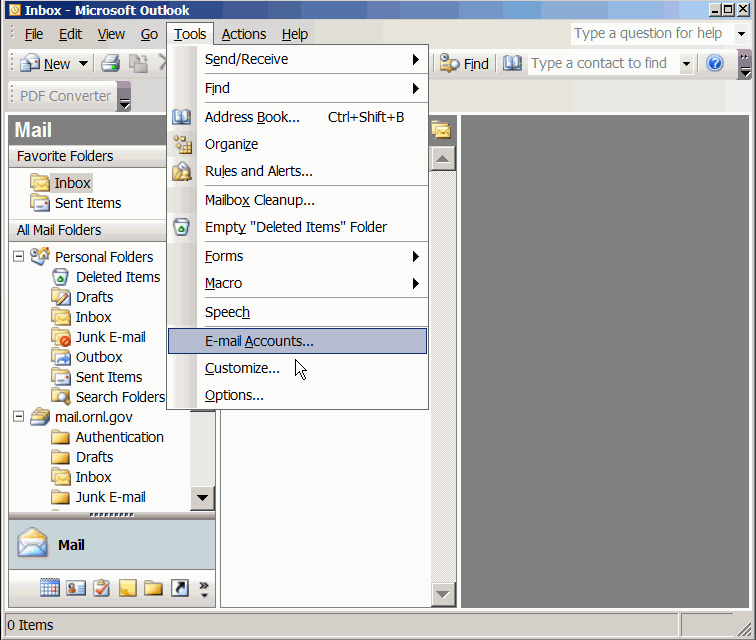 Inbox - Microsoft Outlook
File Edit View Go Tools Actions Help
Type a question for help
New
Find
Type a contact to find
PDF Converter
Send/Receive
Find
Address Book... Ctrl+Shift+B
Organize
Rules and Alerts...
Mailbox Cleanup...
Empty "Deleted Items" Folder
Forms
Macro
Speech
E-mail Accounts...
Customize...
Options...
Mail
Favorite Folders
Inbox
Sent Items
All Mail Folders
Personal Folders
Deleted Items
Drafts
Inbox
Junk E-mail
Outbox
Sent Items
Search Folders
mail.ornl.gov
Authentication
Drafts
Inbox
Junk E-mail
Mail
0 Items